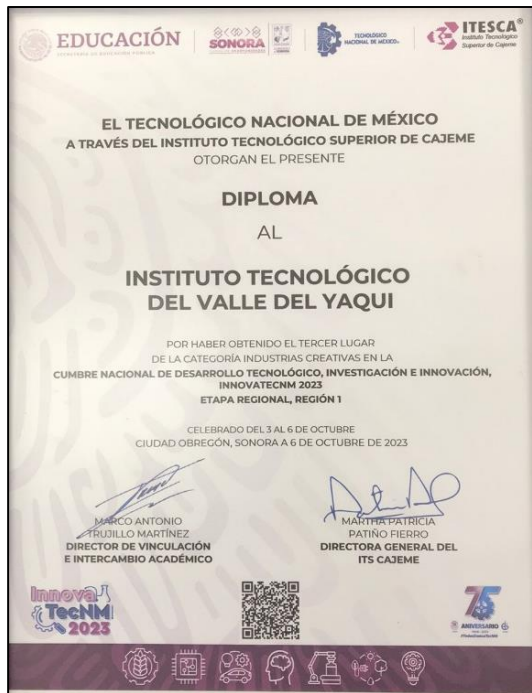 EDUCACIÓN
SECRETARÍA DE EDUCACIÓN PÚBLICA
SONORA
TECNOLÓGICO
NACIONAL DE MÉXICO
ITESCA®
Instituto Tecnológico
Superior de Cajeme
EL TECNOLÓGICO NACIONAL DE MÉXICO
A TRAVÉS DEL INSTITUTO TECNOLÓGICO SUPERIOR DE CAJEME
OTORGAN EL PRESENTE
DIPLOMA
AL
INSTITUTO TECNOLÓGICO
DEL VALLE DEL YAQUI
POR HABER OBTENIDO EL TERCER LUGAR
DE LA CATEGORÍA INDUSTRIAS CREATIVAS EN LA
CUMBRE NACIONAL DE DESARROLLO TECNOLÓGICO, INVESTIGACIÓN E INNOVACIÓN,
INNOVATECNM 2023
ETAPA REGIONAL, REGIÓN 1
CELEBRADO DEL 3 AL 6 DE OCTUBRE
CIUDAD OBREGÓN, SONORA A 6 DE OCTUBRE DE 2023
MARCO ANTONIO
TRUJILLO MARTÍNEZ
DIRECTOR DE VINCULACIÓN
E INTERCAMBIO ACADÉMICO
MARTHA PATRICIA
PATIÑO FIERRO
DIRECTORA GENERAL DEL
ITS CAJEME
Innova
TecNM
2023
75
ANIVERSARIO